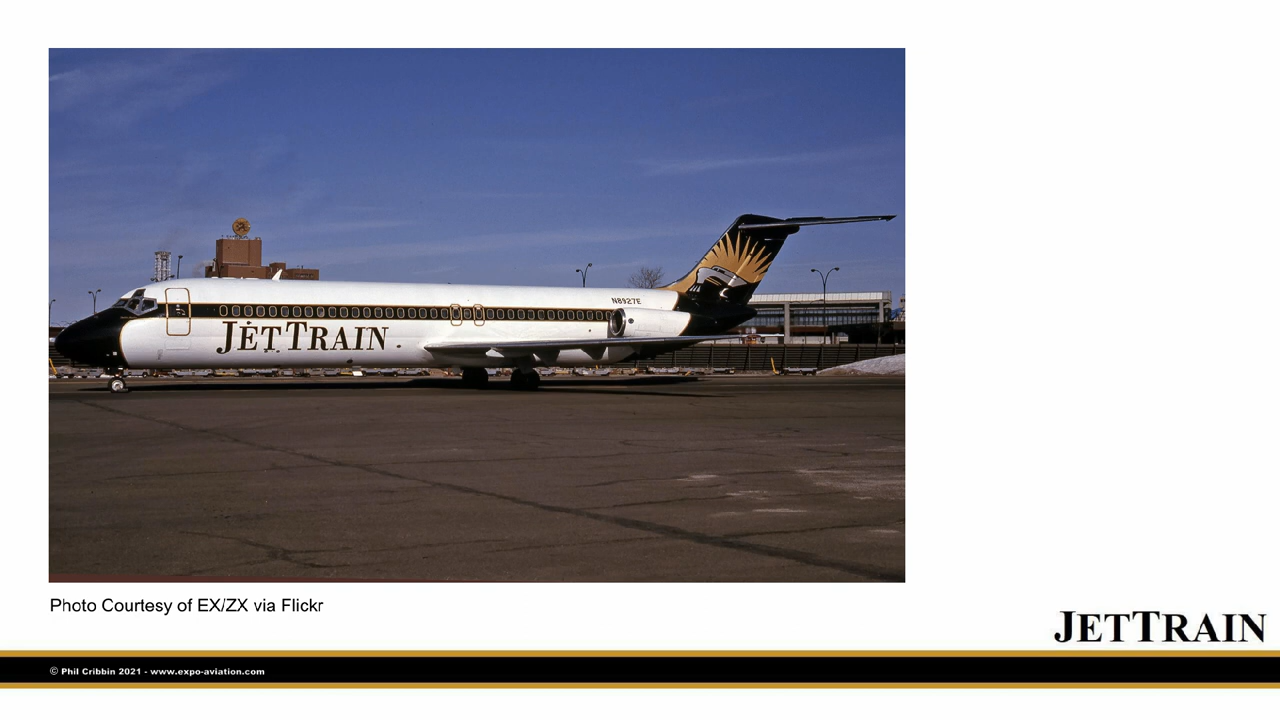 N8927E
JETTRAIN
Photo Courtesy of EX/ZX via Flickr
JETTRAIN
© Phil Cribbin 2021 - www.expo-aviation.com